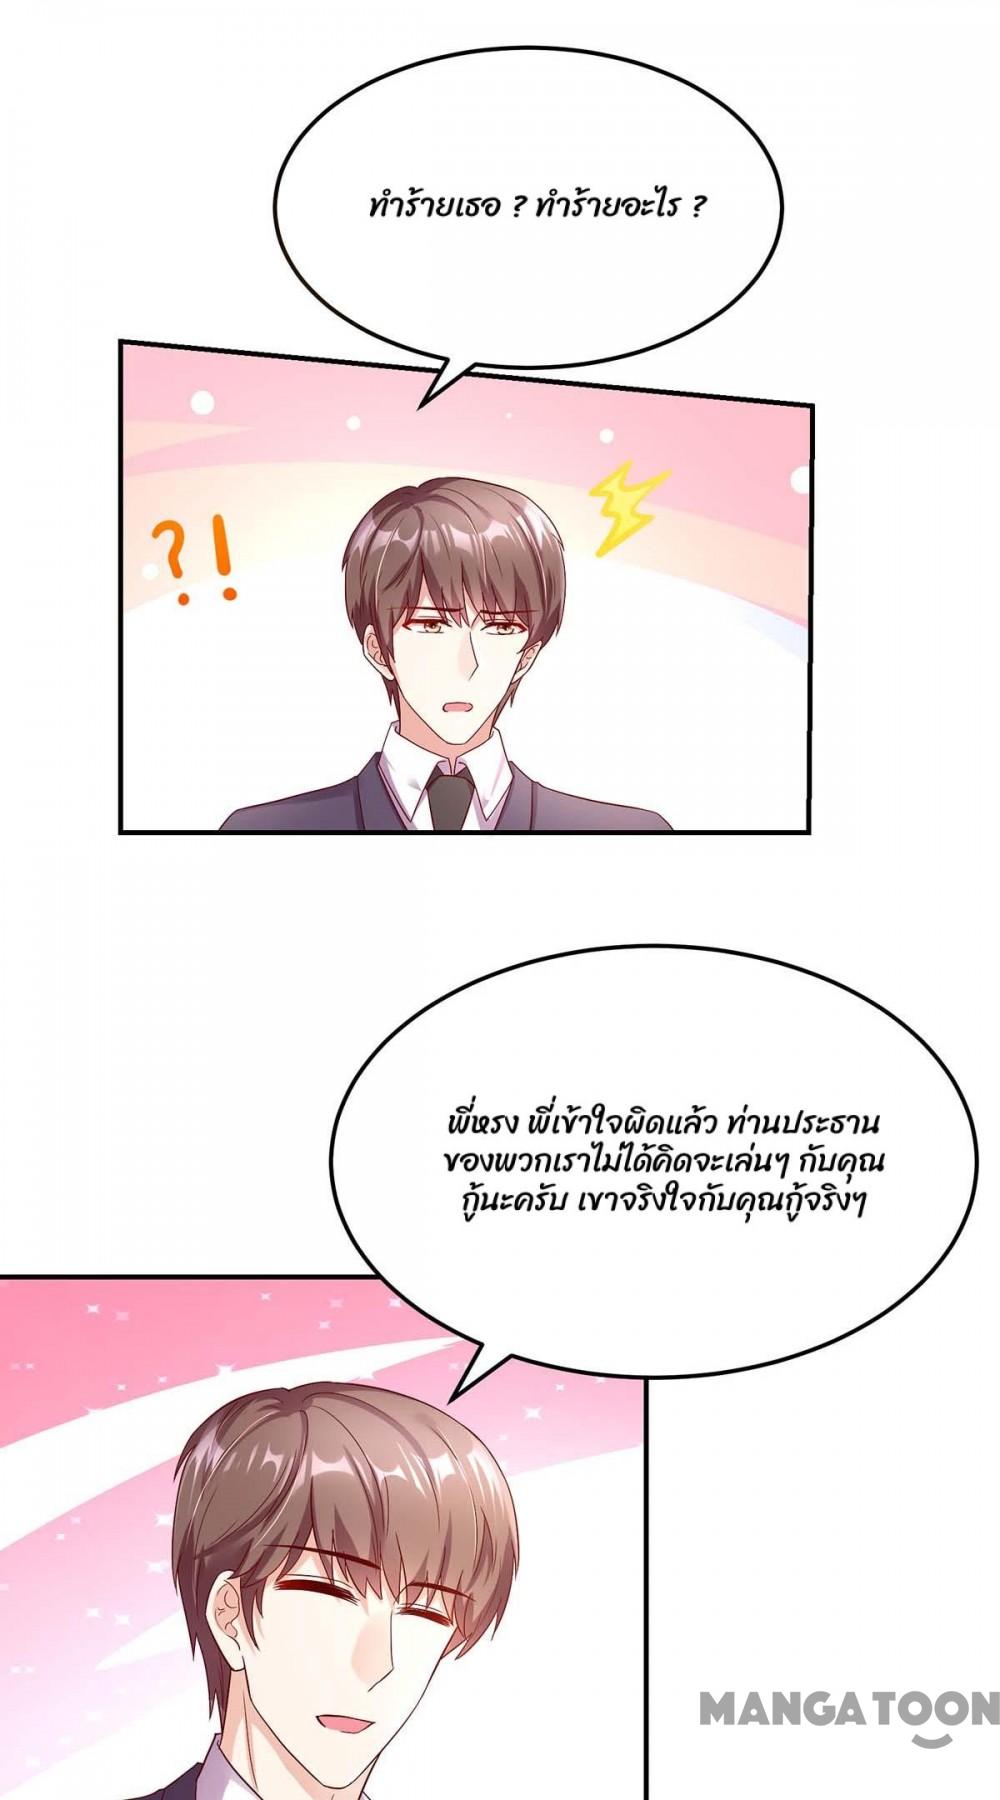 ทำร้ายเธอ ? ทำร้ายอะไร ?
?!
พี่หรง พี่เข้าใจผิดแล้ว ท่านประธาน
ของพวกเราไม่ได้คิดจะเล่นๆ กับคุณ
กู้นะครับ เขาจริงใจกับคุณกู้จริงๆ
MANGATOON